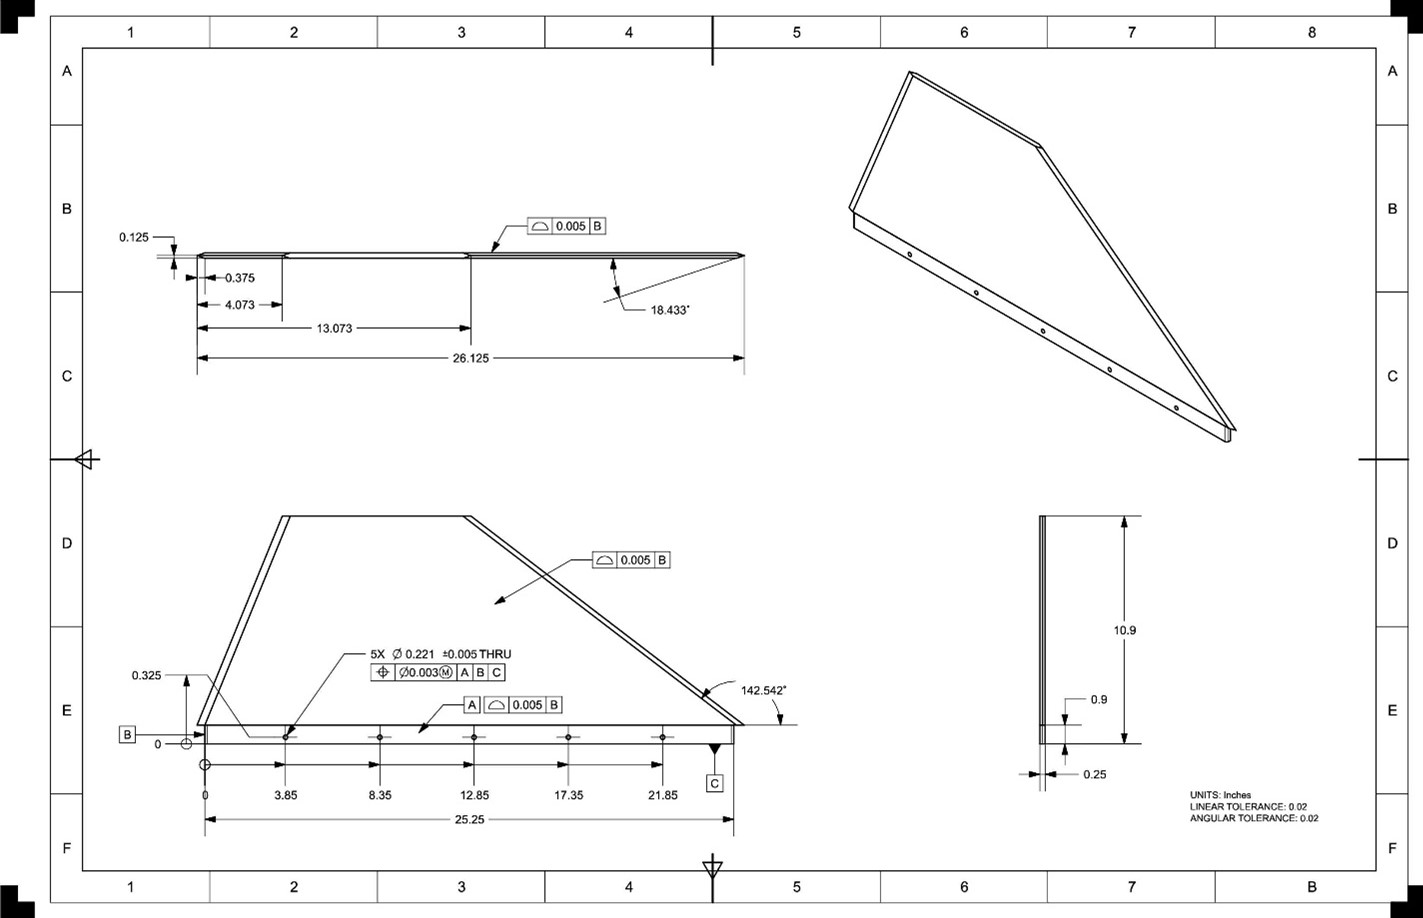 1 2 3 4 5 6 7 8
A A
B B
C C
D D
E E
F F
0.125
0.375
4.073
13.073
26.125
⌓ 0.005 B
18.433°
⌓ 0.005 B
5X ∅ 0.221 ±0.005 THRU
⌖ ∅0.003Ⓜ A B C
0.325
A ⌓ 0.005 B
142.542°
B
0
C
0 3.85 8.35 12.85 17.35 21.85
25.25
10.9
0.9
0.25
UNITS: Inches
LINEAR TOLERANCE: 0.02
ANGULAR TOLERANCE: 0.02
1 2 3 4 5 6 7 B